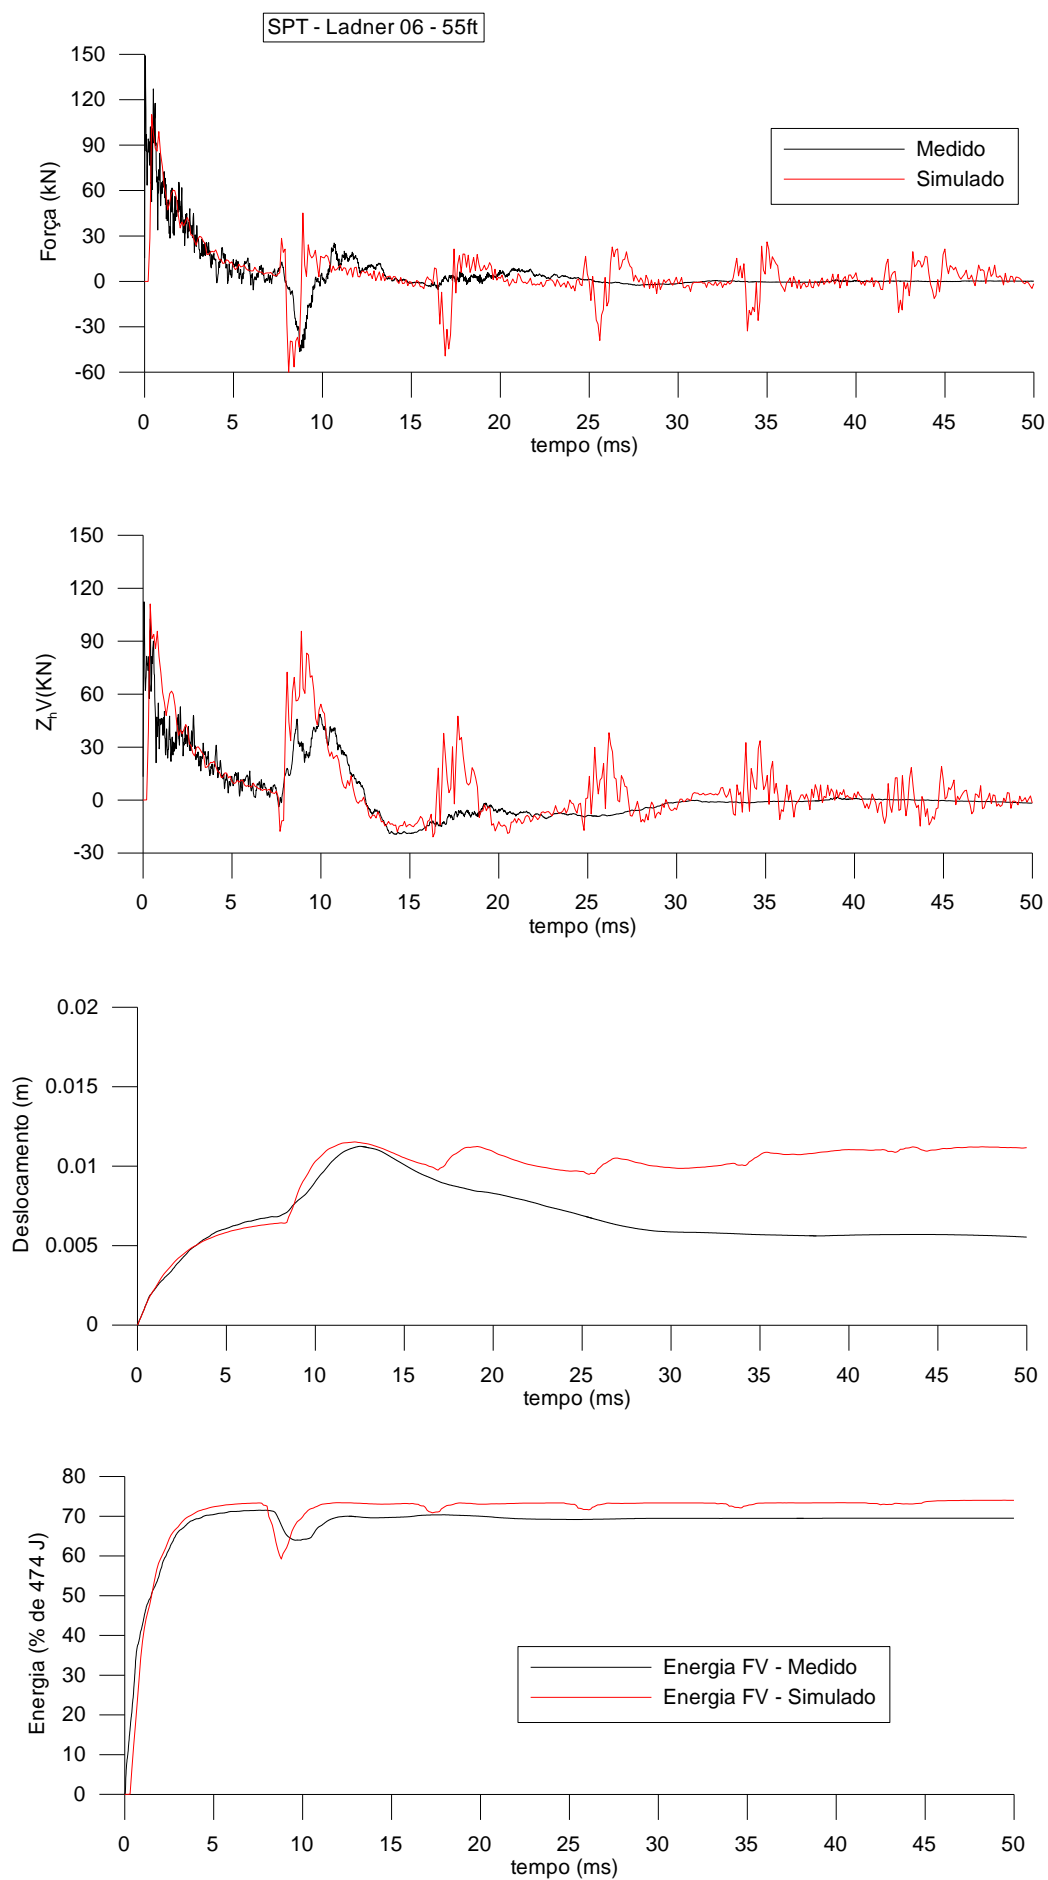 SPT - Ladner 06 - 55ft
150
120
90
60
30
0
-30
-60
Força (kN)
Medido
Simulado
0 5 10 15 20 25 30 35 40 45 50
tempo (ms)
150
120
90
60
30
0
-30
ZhV(KN)
0 5 10 15 20 25 30 35 40 45 50
tempo (ms)
0.02
0.015
0.01
0.005
0
Deslocamento (m)
0 5 10 15 20 25 30 35 40 45 50
tempo (ms)
80
70
60
50
40
30
20
10
0
Energia (% de 474 J)
Energia FV - Medido
Energia FV - Simulado
0 5 10 15 20 25 30 35 40 45 50
tempo (ms)